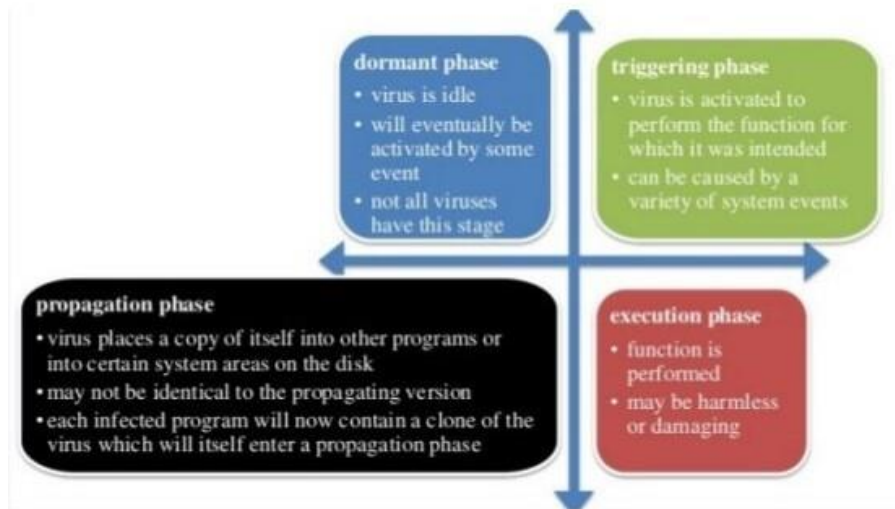 dormant phase
• virus is idle
• will eventually be
activated by some
event
• not all viruses
have this stage
triggering phase
• virus is activated to
perform the function for
which it was intended
• can be caused by a
variety of system events
propagation phase
• virus places a copy of itself into other programs or
into certain system areas on the disk
• may not be identical to the propagating version
• each infected program will now contain a clone of the
virus which will itself enter a propagation phase
execution phase
• function is
performed
• may be harmless
or damaging